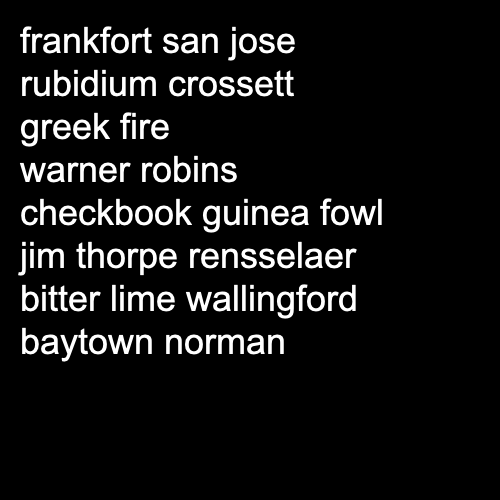 frankfort san jose
rubidium crossett
greek fire
warner robins
checkbook guinea fowl
jim thorpe rensselaer
bitter lime wallingford
baytown norman